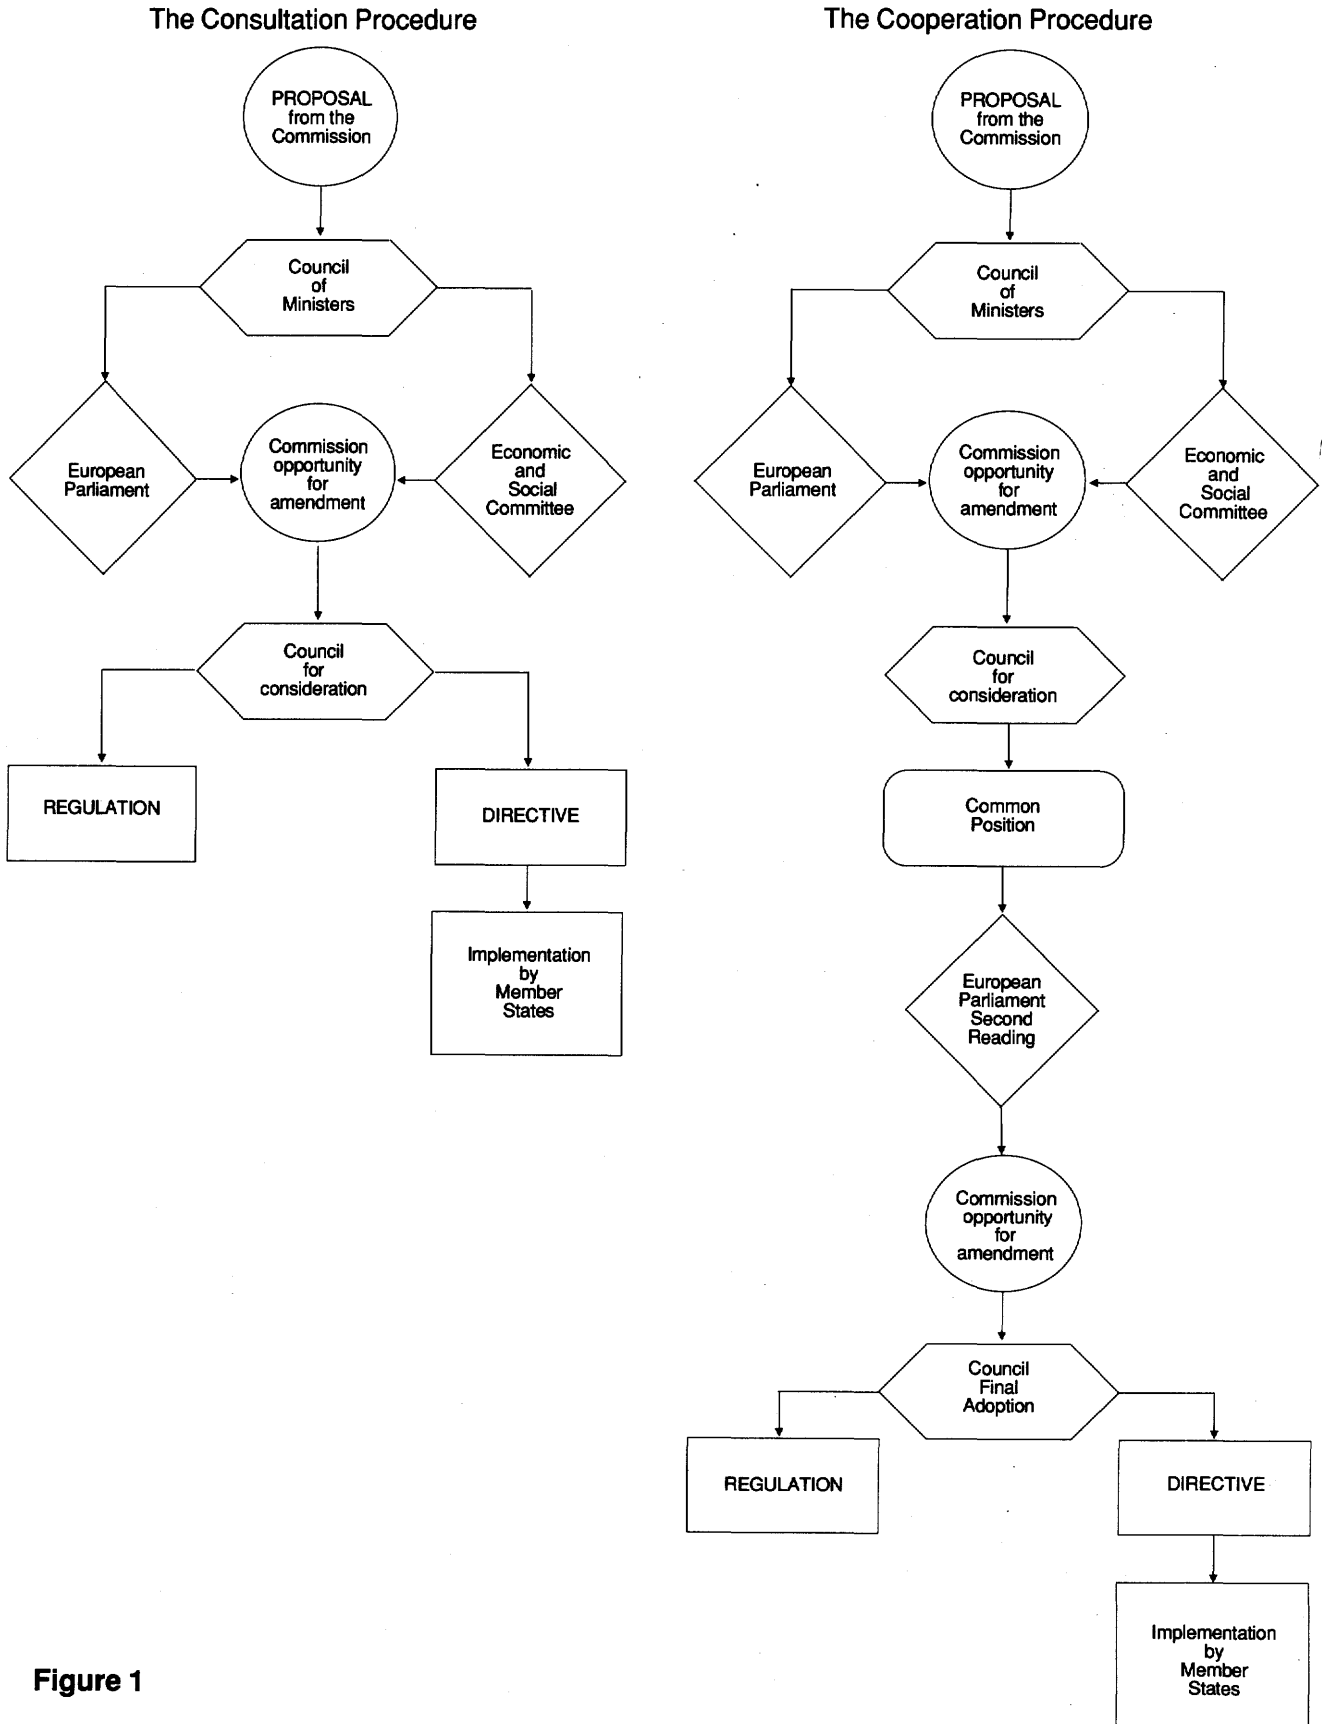 The Consultation Procedure
PROPOSAL
from the
Commission
Council
of
Ministers
European
Parliament
Commission
opportunity
for
amendment
Economic
and
Social
Committee
Council
for
consideration
REGULATION
DIRECTIVE
Implementation
by
Member
States
The Cooperation Procedure
PROPOSAL
from the
Commission
Council
of
Ministers
European
Parliament
Commission
opportunity
for
amendment
Economic
and
Social
Committee
Council
for
consideration
Common
Position
European
Parliament
Second
Reading
Commission
opportunity
for
amendment
Council
Final
Adoption
REGULATION
DIRECTIVE
Implementation
by
Member
States
Figure 1